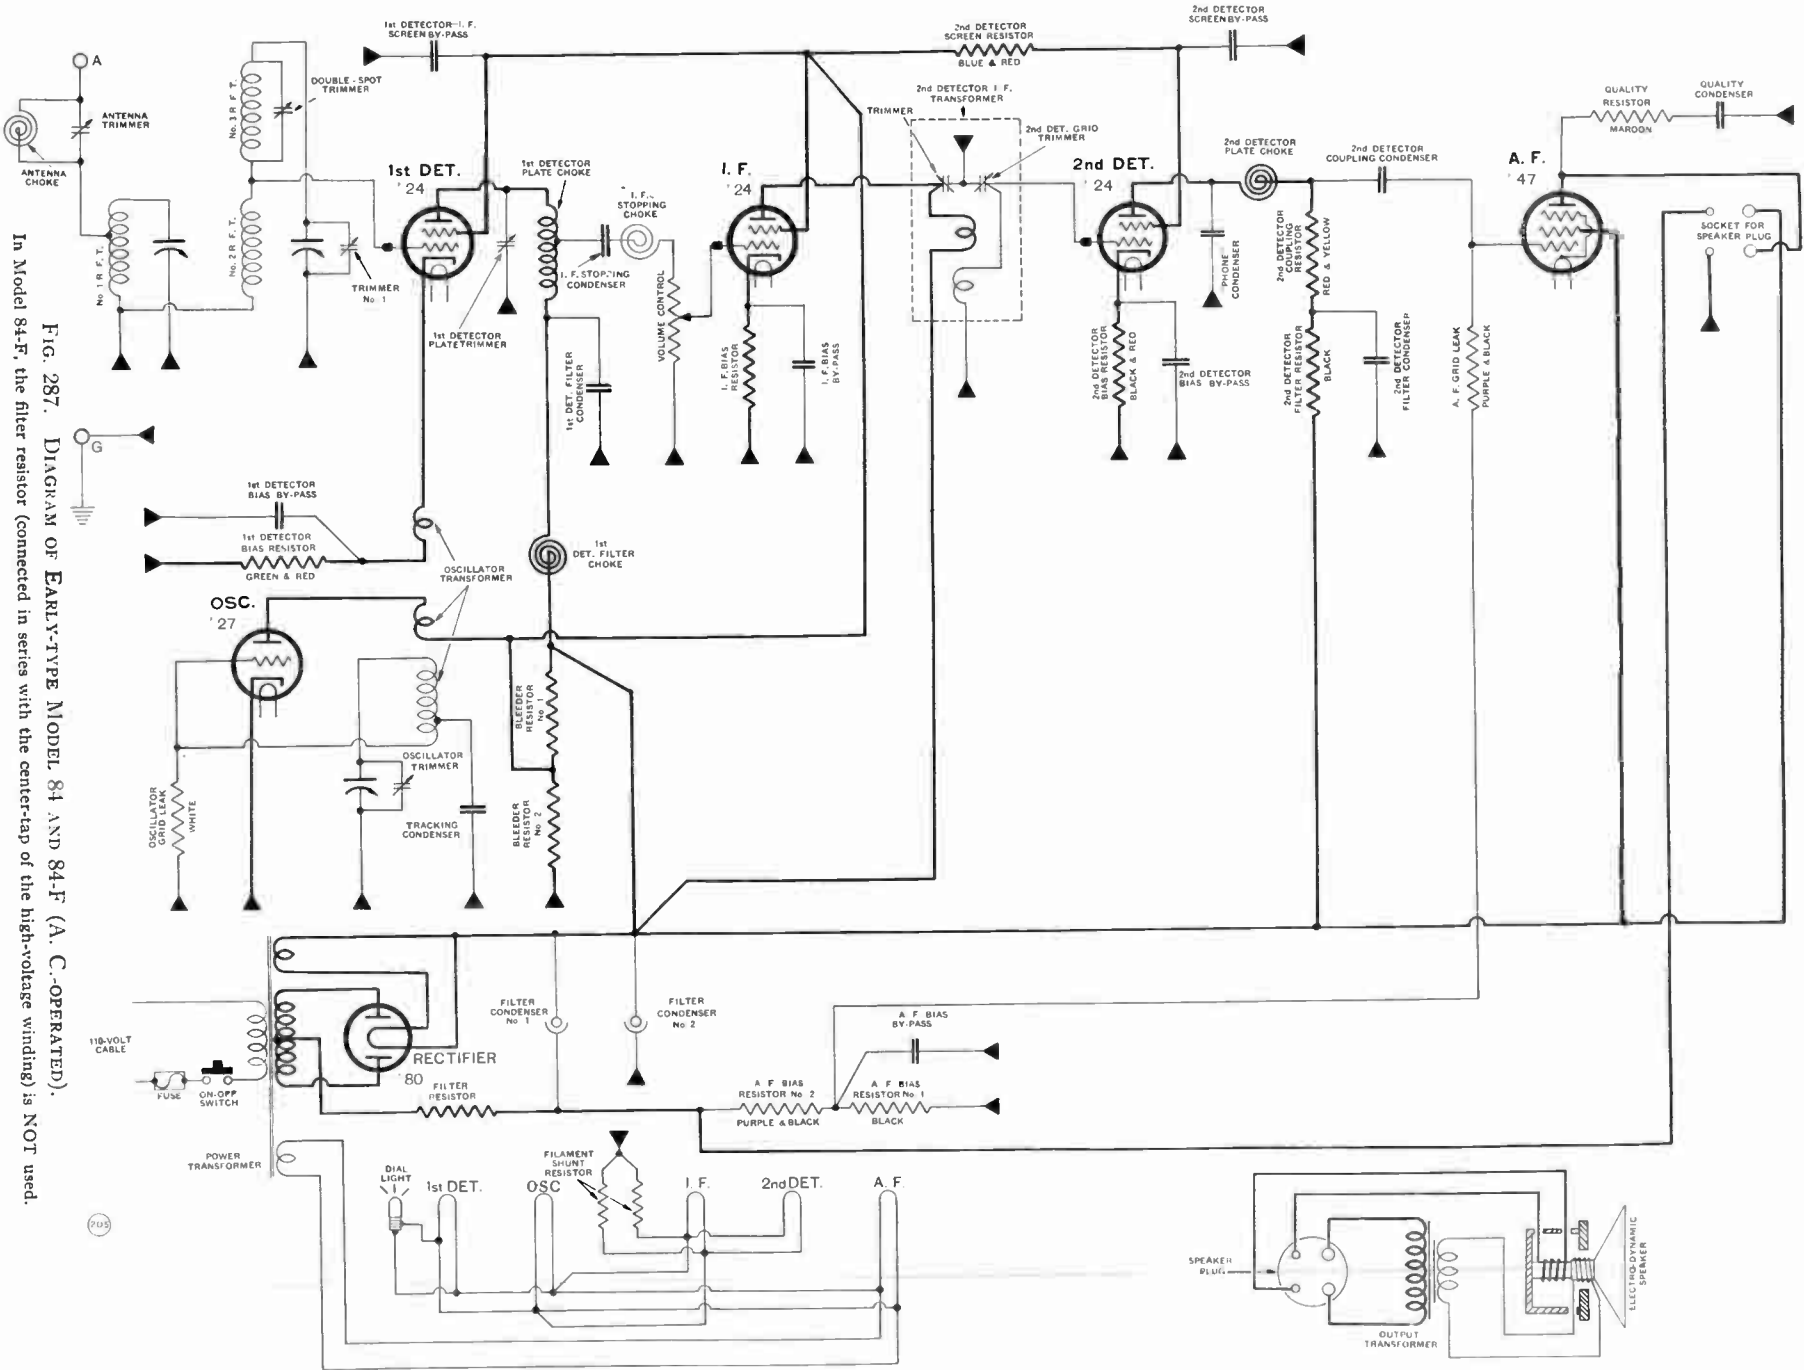 1st DETECTOR-I. F.
SCREEN BY-PASS
2nd DETECTOR
SCREEN RESISTOR
BLUE & RED
2nd DETECTOR
SCREEN BY-PASS
A
ANTENNA
TRIMMER
ANTENNA
CHOKE
No. 3 R. F. T.
DOUBLE-SPOT
TRIMMER
No. 1 R. F. T.
No. 2 R. F. T.
TRIMMER
No. 1
1st DET.
'24
1st DETECTOR
PLATE CHOKE
I. F.
STOPPING
CHOKE
I. F. STOPPING
CONDENSER
1st DETECTOR
PLATE TRIMMER
VOLUME CONTROL
1st DET. FILTER
CONDENSER
I. F.
'24
I. F. BIAS
RESISTOR
I. F. BIAS
BY-PASS
2nd DETECTOR I. F.
TRANSFORMER
TRIMMER
2nd DET. GRID
TRIMMER
2nd DET.
'24
2nd DETECTOR
BIAS RESISTOR
BLACK & RED
2nd DETECTOR
BIAS BY-PASS
PHONE
CONDENSER
2nd DETECTOR
PLATE CHOKE
2nd DETECTOR
COUPLING CONDENSER
2nd DETECTOR
COUPLING
RESISTOR
RED & YELLOW
2nd DETECTOR
FILTER RESISTOR
BLACK
2nd DETECTOR
FILTER CONDENSER
A. F. GRID LEAK
PURPLE & BLACK
A. F.
'47
QUALITY
RESISTOR
MAROON
QUALITY
CONDENSER
SOCKET FOR
SPEAKER PLUG
G
1st DETECTOR
BIAS BY-PASS
1st DETECTOR
BIAS RESISTOR
GREEN & RED
OSCILLATOR
TRANSFORMER
1st
DET. FILTER
CHOKE
OSC.
'27
OSCILLATOR
GRID LEAK
WHITE
OSCILLATOR
TRIMMER
TRACKING
CONDENSER
BLEEDER
RESISTOR
No 1
BLEEDER
RESISTOR
No 2
110-VOLT
CABLE
FUSE
ON-OFF
SWITCH
POWER
TRANSFORMER
RECTIFIER
'80
FILTER
RESISTOR
FILTER
CONDENSER
No 1
FILTER
CONDENSER
No 2
A F BIAS
BY-PASS
A F BIAS
RESISTOR No 2
PURPLE & BLACK
A F BIAS
RESISTOR No 1
BLACK
DIAL
LIGHT
1st DET.
OSC
FILAMENT
SHUNT
RESISTOR
I. F.
2nd DET.
A. F.
SPEAKER
PLUG
OUTPUT
TRANSFORMER
ELECTRO-DYNAMIC
SPEAKER
205
FIG. 287. DIAGRAM OF EARLY-TYPE MODEL 84 AND 84-F (A. C.-OPERATED).
In Model 84-F, the filter resistor (connected in series with the center-tap of the high-voltage winding) is NOT used.